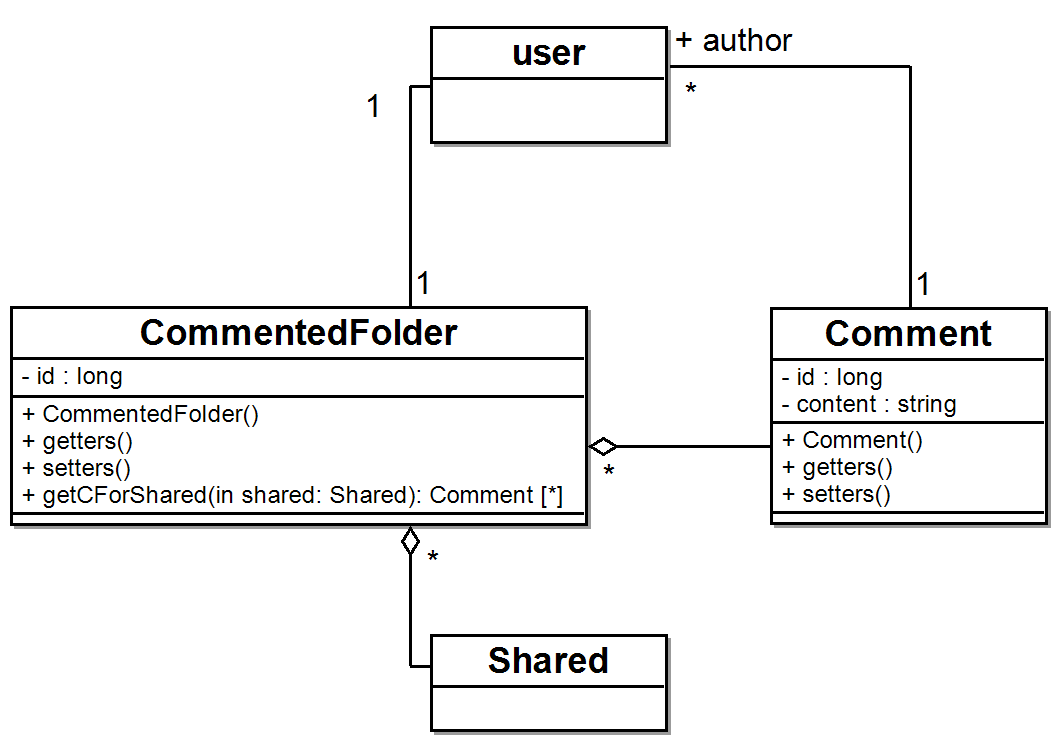 user
+ author
*
1
1
1
CommentedFolder
- id : long
+ CommentedFolder()
+ getters()
+ setters()
+ getCForShared(in shared: Shared): Comment [*]
*
Comment
- id : long
- content : string
+ Comment()
+ getters()
+ setters()
*
Shared